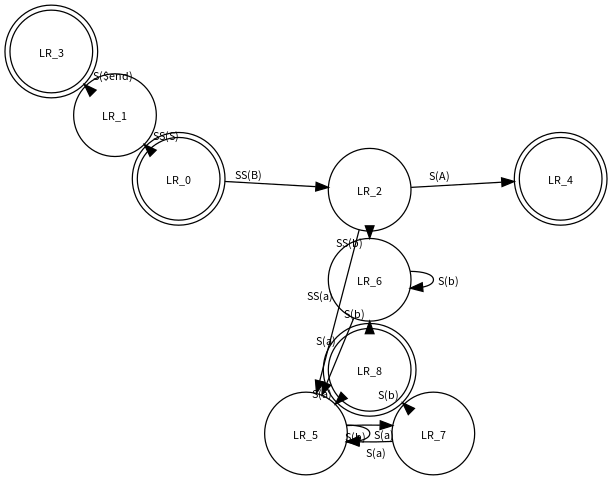 LR_3
S($end)
LR_1
SS(S)
LR_0
SS(B)
LR_2
S(A)
LR_4
SS(b)
LR_6
S(b)
SS(a)
S(b)
S(a)
LR_8
S(a)
S(b)
LR_5
S(b)
S(a)
LR_7
S(a)